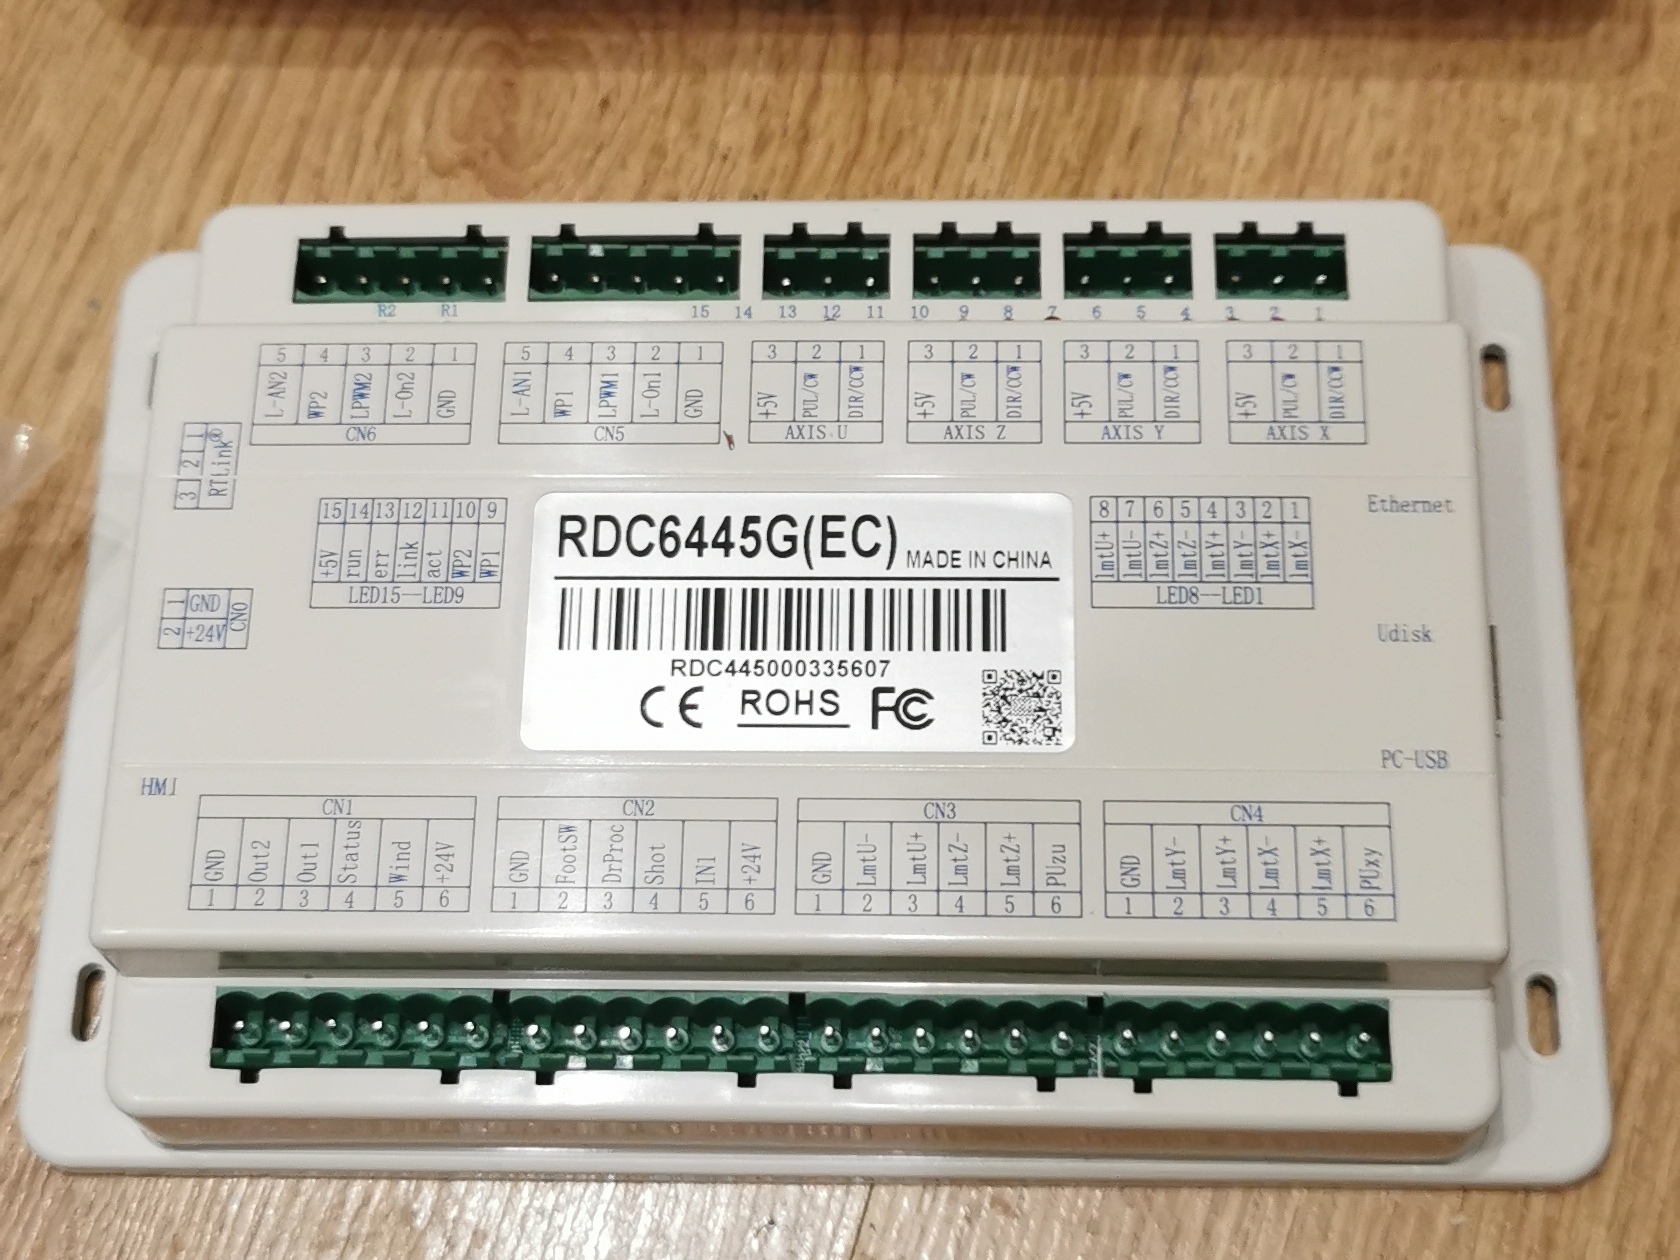 R2 R1 15 14 13 12 11 10 9 8 7 6 5 4 3 2 1
5 4 3 2 1
L-AN2 WP2 LPWM2 L-On2 GND
CN6
5 4 3 2 1
L-AN1 WP1 LPWM1 L-On1 GND
CN5
3 2 1
+5V PUL/CW DIR/CCW
AXIS U
3 2 1
+5V PUL/CW DIR/CCW
AXIS Z
3 2 1
+5V PUL/CW DIR/CCW
AXIS Y
3 2 1
+5V PUL/CW DIR/CCW
AXIS X
3 2 1
RTLink®
15 14 13 12 11 10 9
+5V run err link act WP2 WP1
LED15--LED9
RDC6445G(EC) MADE IN CHINA
RDC445000335607
CE ROHS FC
8 7 6 5 4 3 2 1
lmtU+ lmtU- lmtZ+ lmtZ- lmtY+ lmtY- lmtX+ lmtX-
LED8--LED1
Ethernet
1 GND
2 +24V
CN0
Udisk
PC-USB
HMI
CN1
GND Out2 Out1 Status Wind +24V
1 2 3 4 5 6
CN2
GND FootSW DrProc Shot IN1 +24V
1 2 3 4 5 6
CN3
GND LmtU- LmtU+ LmtZ- LmtZ+ PUzu
1 2 3 4 5 6
CN4
GND LmtY- LmtY+ LmtX- LmtX+ PUxy
1 2 3 4 5 6